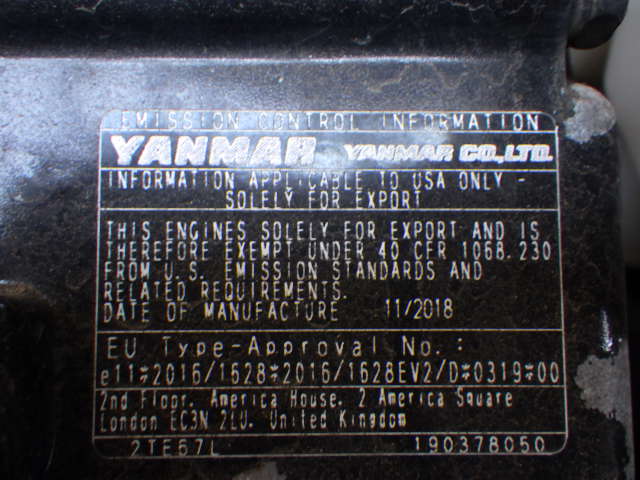 EMISSION CONTROL INFORMATION
YANMAR YANMAR CO.,LTD.
INFORMATION APPLICABLE TO USA ONLY -
SOLELY FOR EXPORT
THIS ENGINES SOLELY FOR EXPORT AND IS
THEREFORE EXEMPT UNDER 40 CFR 1068.230
FROM U.S. EMISSION STANDARDS AND
RELATED REQUIREMENTS.
DATE OF MANUFACTURE 11/2018
EU Type-Approval No.:
e11*2016/1628*2016/1628EV2/D*0319*00
2nd Floor, America House, 2 America Square
London EC3N 2LU. United Kingdom
2TE67L 190378050